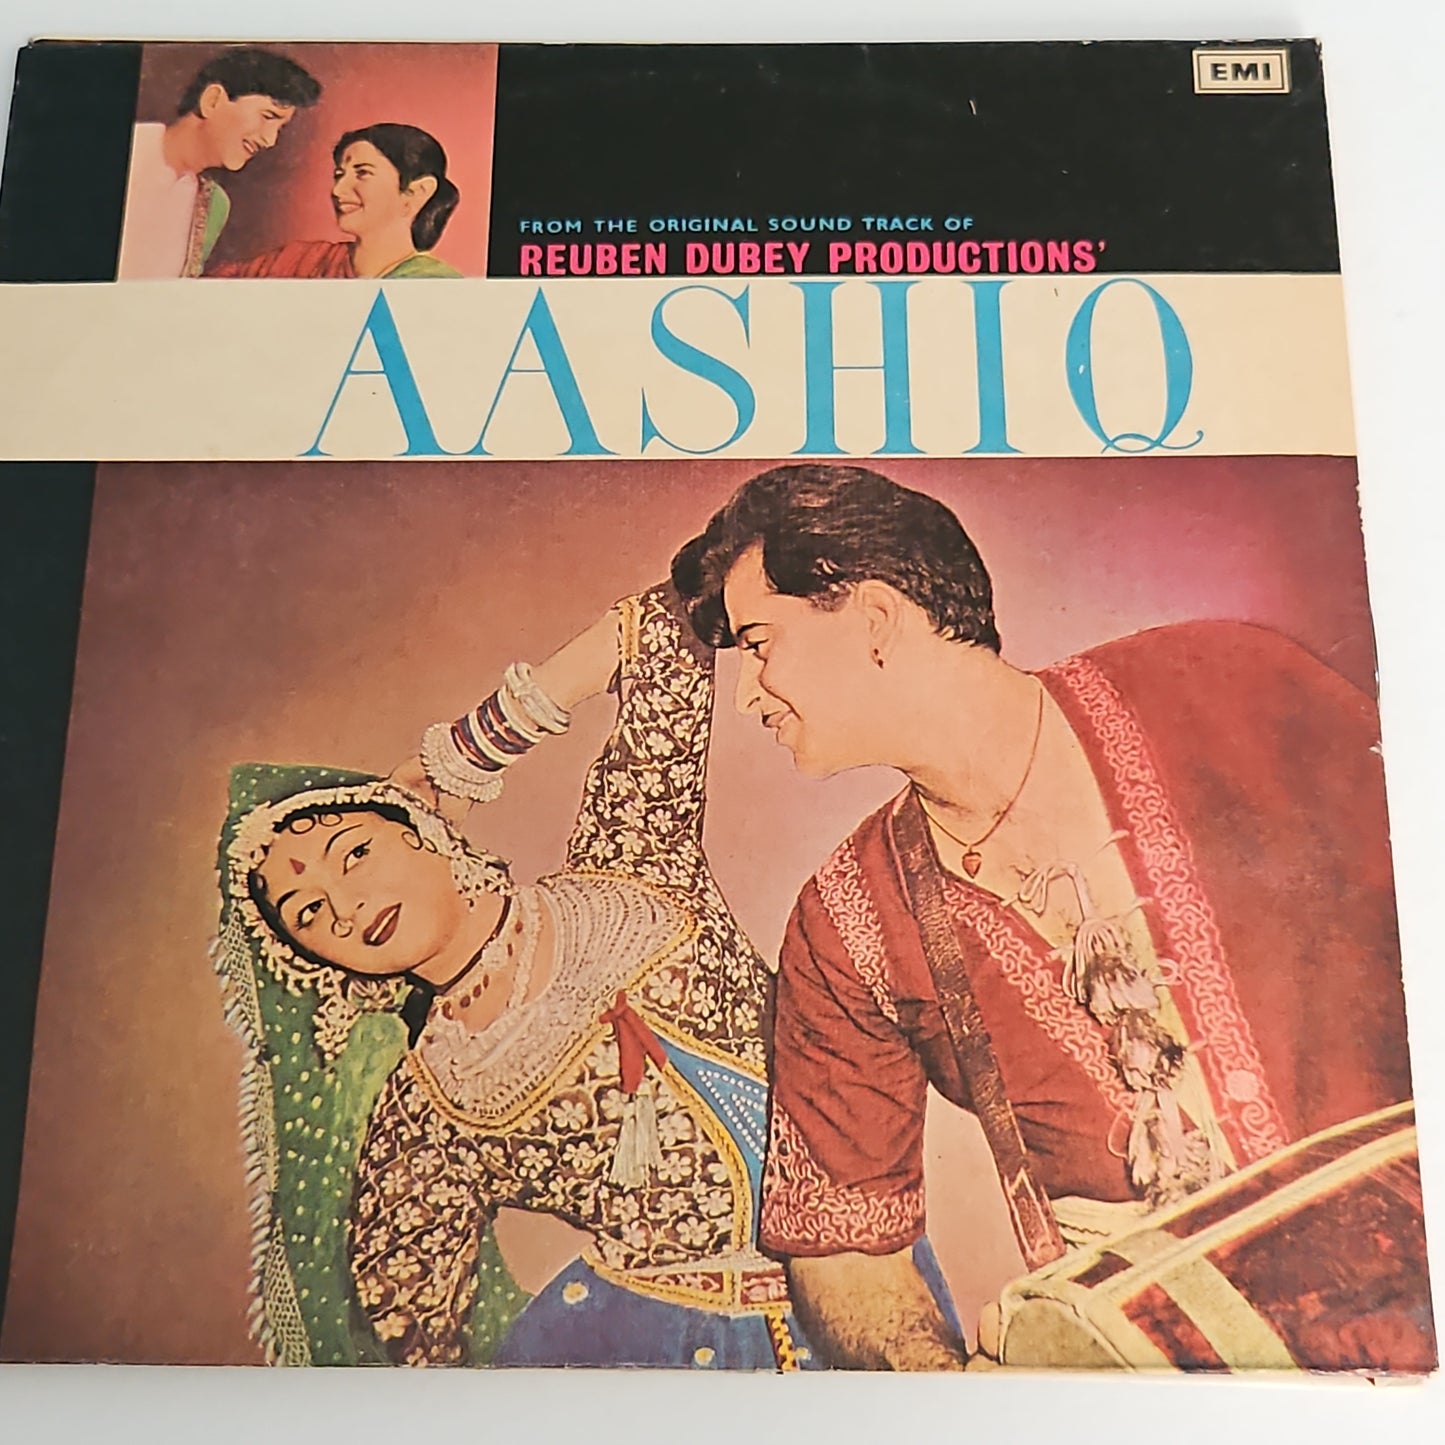 EMI
FROM THE ORIGINAL SOUND TRACK OF
REUBEN DUBEY PRODUCTIONS'
AASHIQ